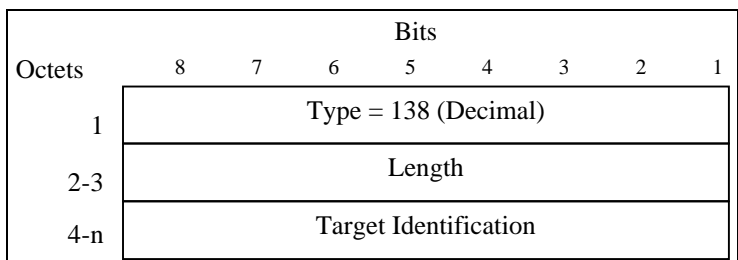 Bits
Octets 8 7 6 5 4 3 2 1
1 Type = 138 (Decimal)
2-3 Length
4-n Target Identification